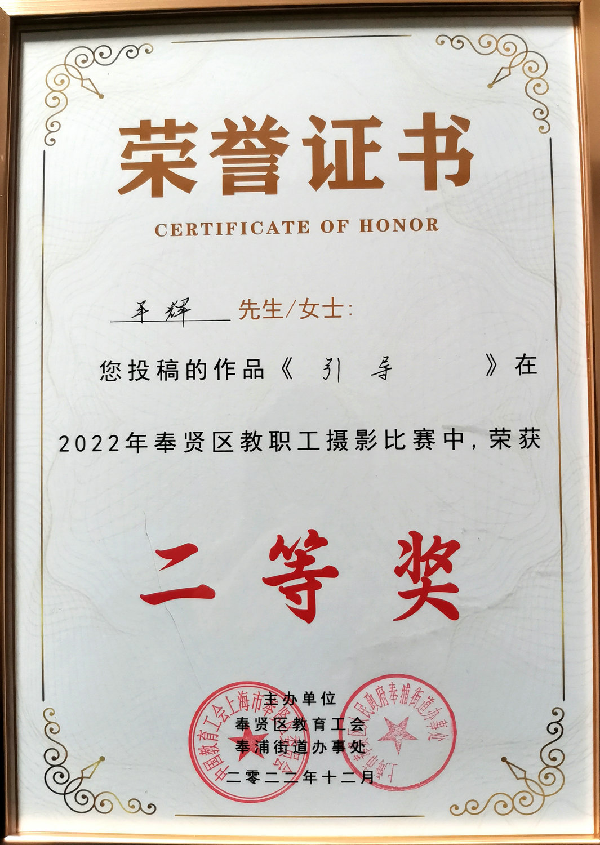 荣誉证书
CERTIFICATE OF HONOR
王辉 先生/女士:
您投稿的作品《 引导 》在
2022年奉贤区教职工摄影比赛中,荣获
二等奖
主办单位
奉贤区教育工会
奉浦街道办事处
二零二二年十二月